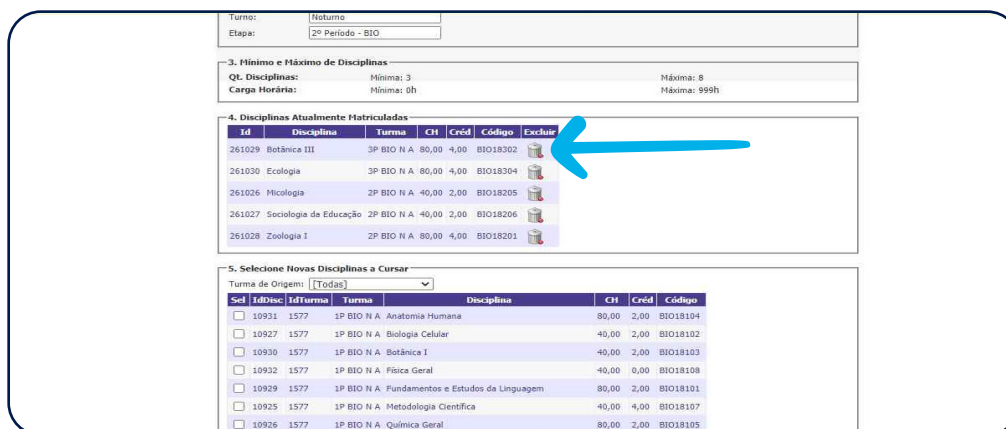 Turno: Noturno
Etapa: 2º Período - BIO
3. Mínimo e Máximo de Disciplinas
Qt. Disciplinas: Mínima: 3 Máxima: 8
Carga Horária: Mínima: 0h Máxima: 999h
4. Disciplinas Atualmente Matriculadas
Id Disciplina Turma CH Créd Código Excluir
261029 Botânica III 3P BIO N A 80,00 4,00 BIO18302
261030 Ecologia 3P BIO N A 80,00 4,00 BIO18304
261026 Micologia 2P BIO N A 40,00 2,00 BIO18205
261027 Sociologia da Educação 2P BIO N A 40,00 2,00 BIO18206
261028 Zoologia I 2P BIO N A 80,00 4,00 BIO18201
5. Selecione Novas Disciplinas a Cursar
Turma de Origem: [Todas]
Sel IdDisc IdTurma Turma Disciplina CH Créd Código
10931 1577 1P BIO N A Anatomia Humana 80,00 2,00 BIO18104
10927 1577 1P BIO N A Biologia Celular 40,00 2,00 BIO18102
10930 1577 1P BIO N A Botânica I 40,00 2,00 BIO18103
10932 1577 1P BIO N A Física Geral 40,00 0,00 BIO18108
10929 1577 1P BIO N A Fundamentos e Estudos da Linguagem 80,00 2,00 BIO18101
10925 1577 1P BIO N A Metodologia Científica 40,00 4,00 BIO18107
10926 1577 1P BIO N A Química Geral 80,00 2,00 BIO18105